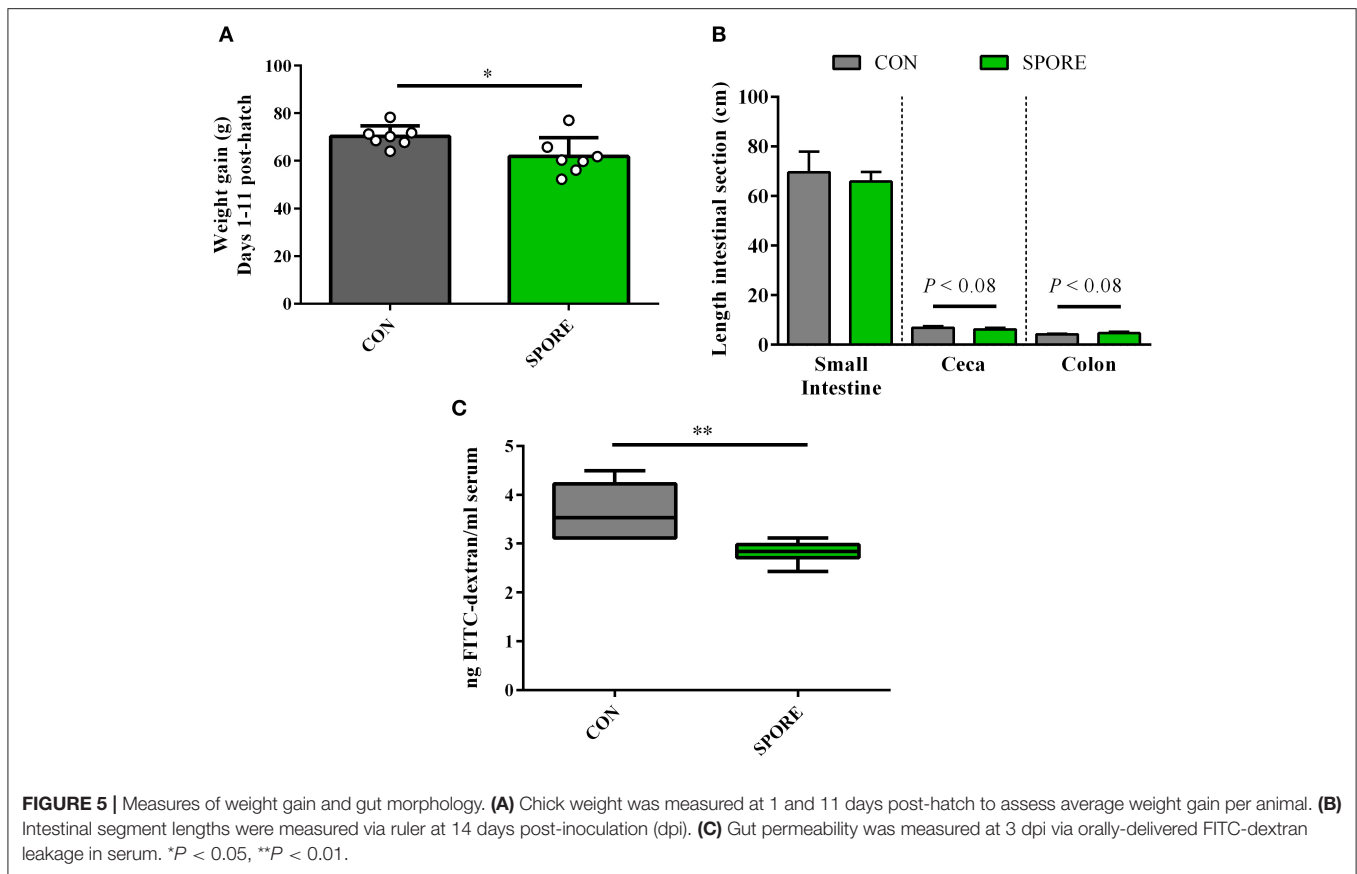 A
Weight gain (g)
Days 1-11 post-hatch
100
80
60
40
20
0
*
CON
SPORE
B
CON
SPORE
Length intestinal section (cm)
100
80
60
40
20
0
P < 0.08
P < 0.08
Small
Intestine
Ceca
Colon
C
ng FITC-dextran/ml serum
5
4
3
2
1
0
**
CON
SPORE
FIGURE 5 | Measures of weight gain and gut morphology. (A) Chick weight was measured at 1 and 11 days post-hatch to assess average weight gain per animal. (B)
Intestinal segment lengths were measured via ruler at 14 days post-inoculation (dpi). (C) Gut permeability was measured at 3 dpi via orally-delivered FITC-dextran
leakage in serum. *P < 0.05, **P < 0.01.